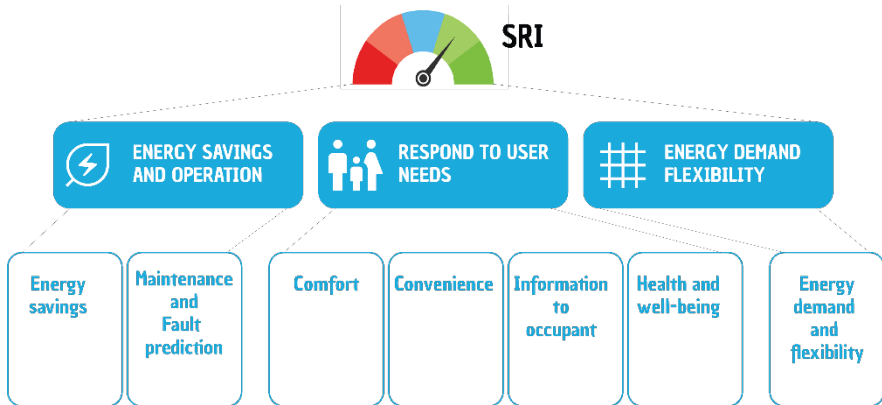 SRI
ENERGY SAVINGS
AND OPERATION
RESPOND TO USER
NEEDS
ENERGY DEMAND
FLEXIBILITY
Energy
savings
Maintenance
and
Fault
prediction
Comfort
Convenience
Information
to
occupant
Health and
well-being
Energy
demand
and
flexibility